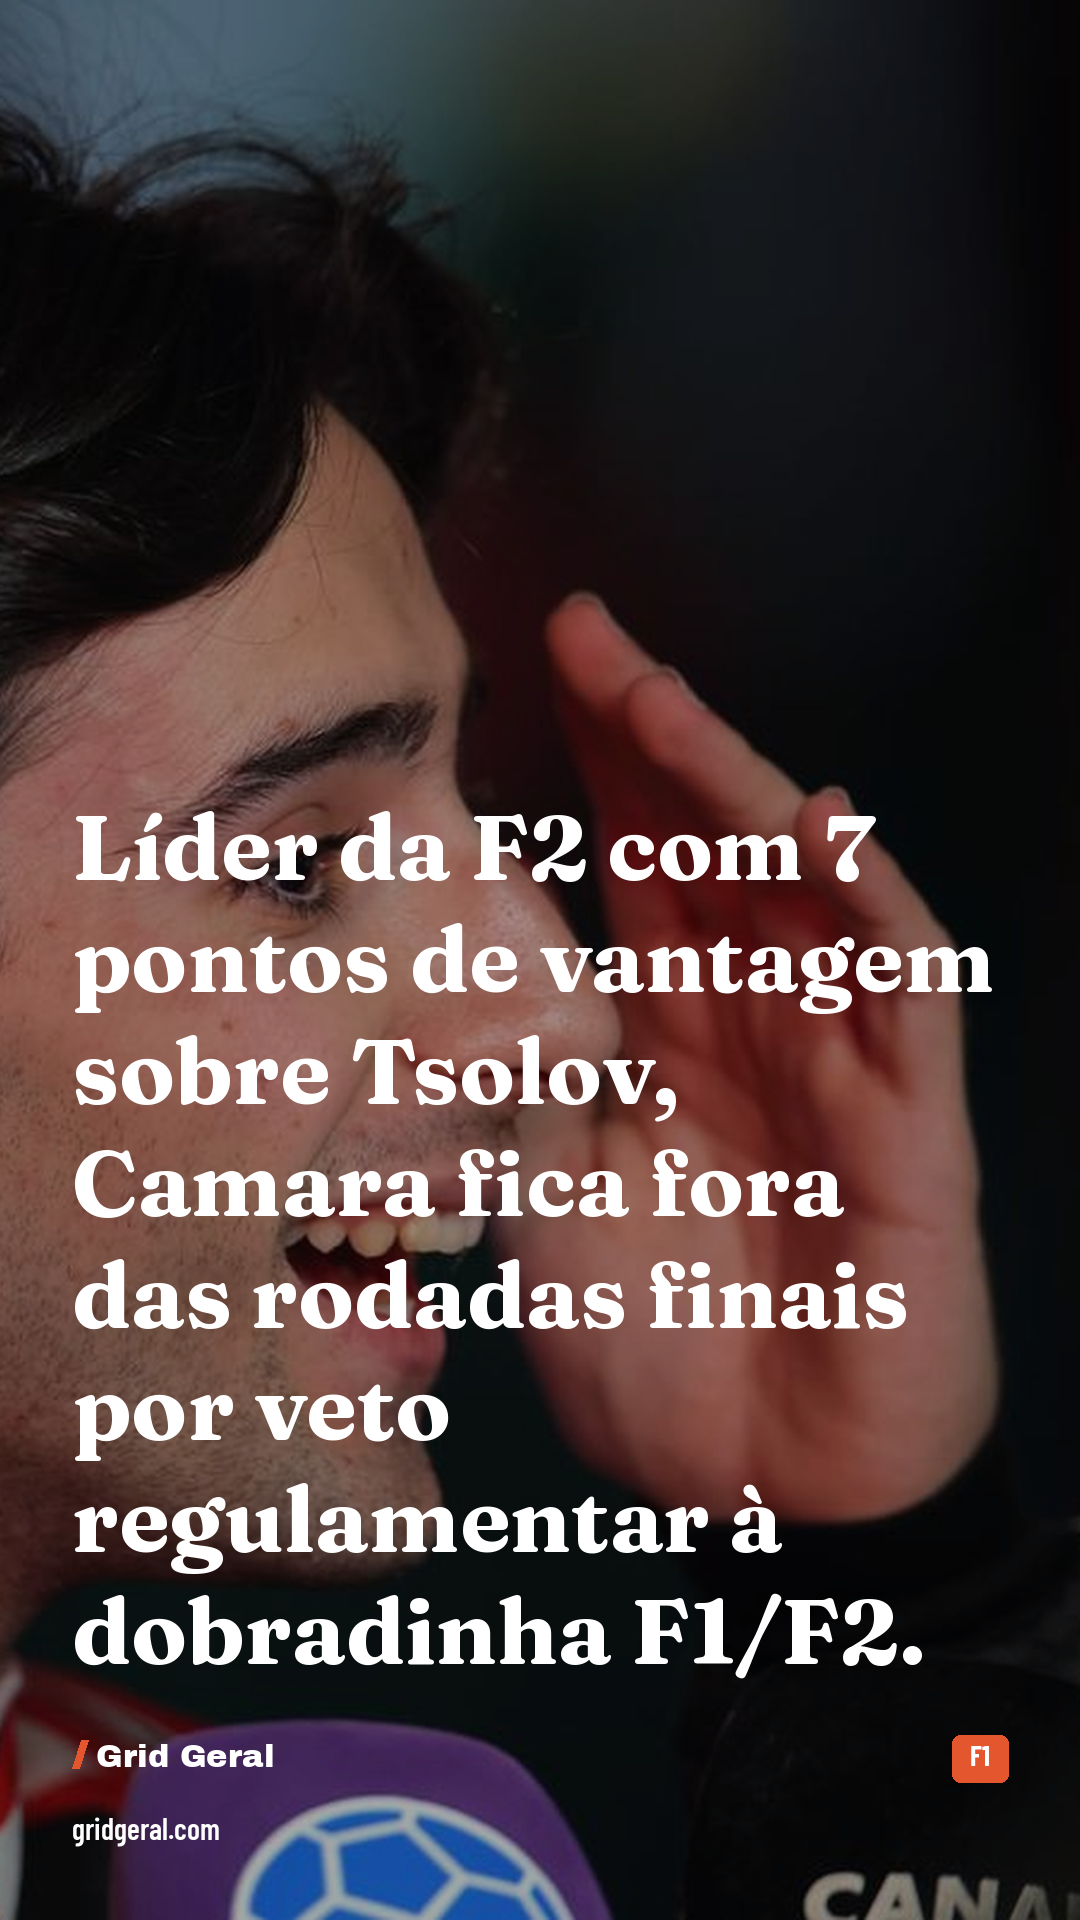 Líder da F2 com 7
pontos de vantagem
sobre Tsolov,
Camara fica fora
das rodadas finais
por veto
regulamentar à
dobradinha F1/F2.
/ Grid Geral
F1
gridgeral.com
CANA